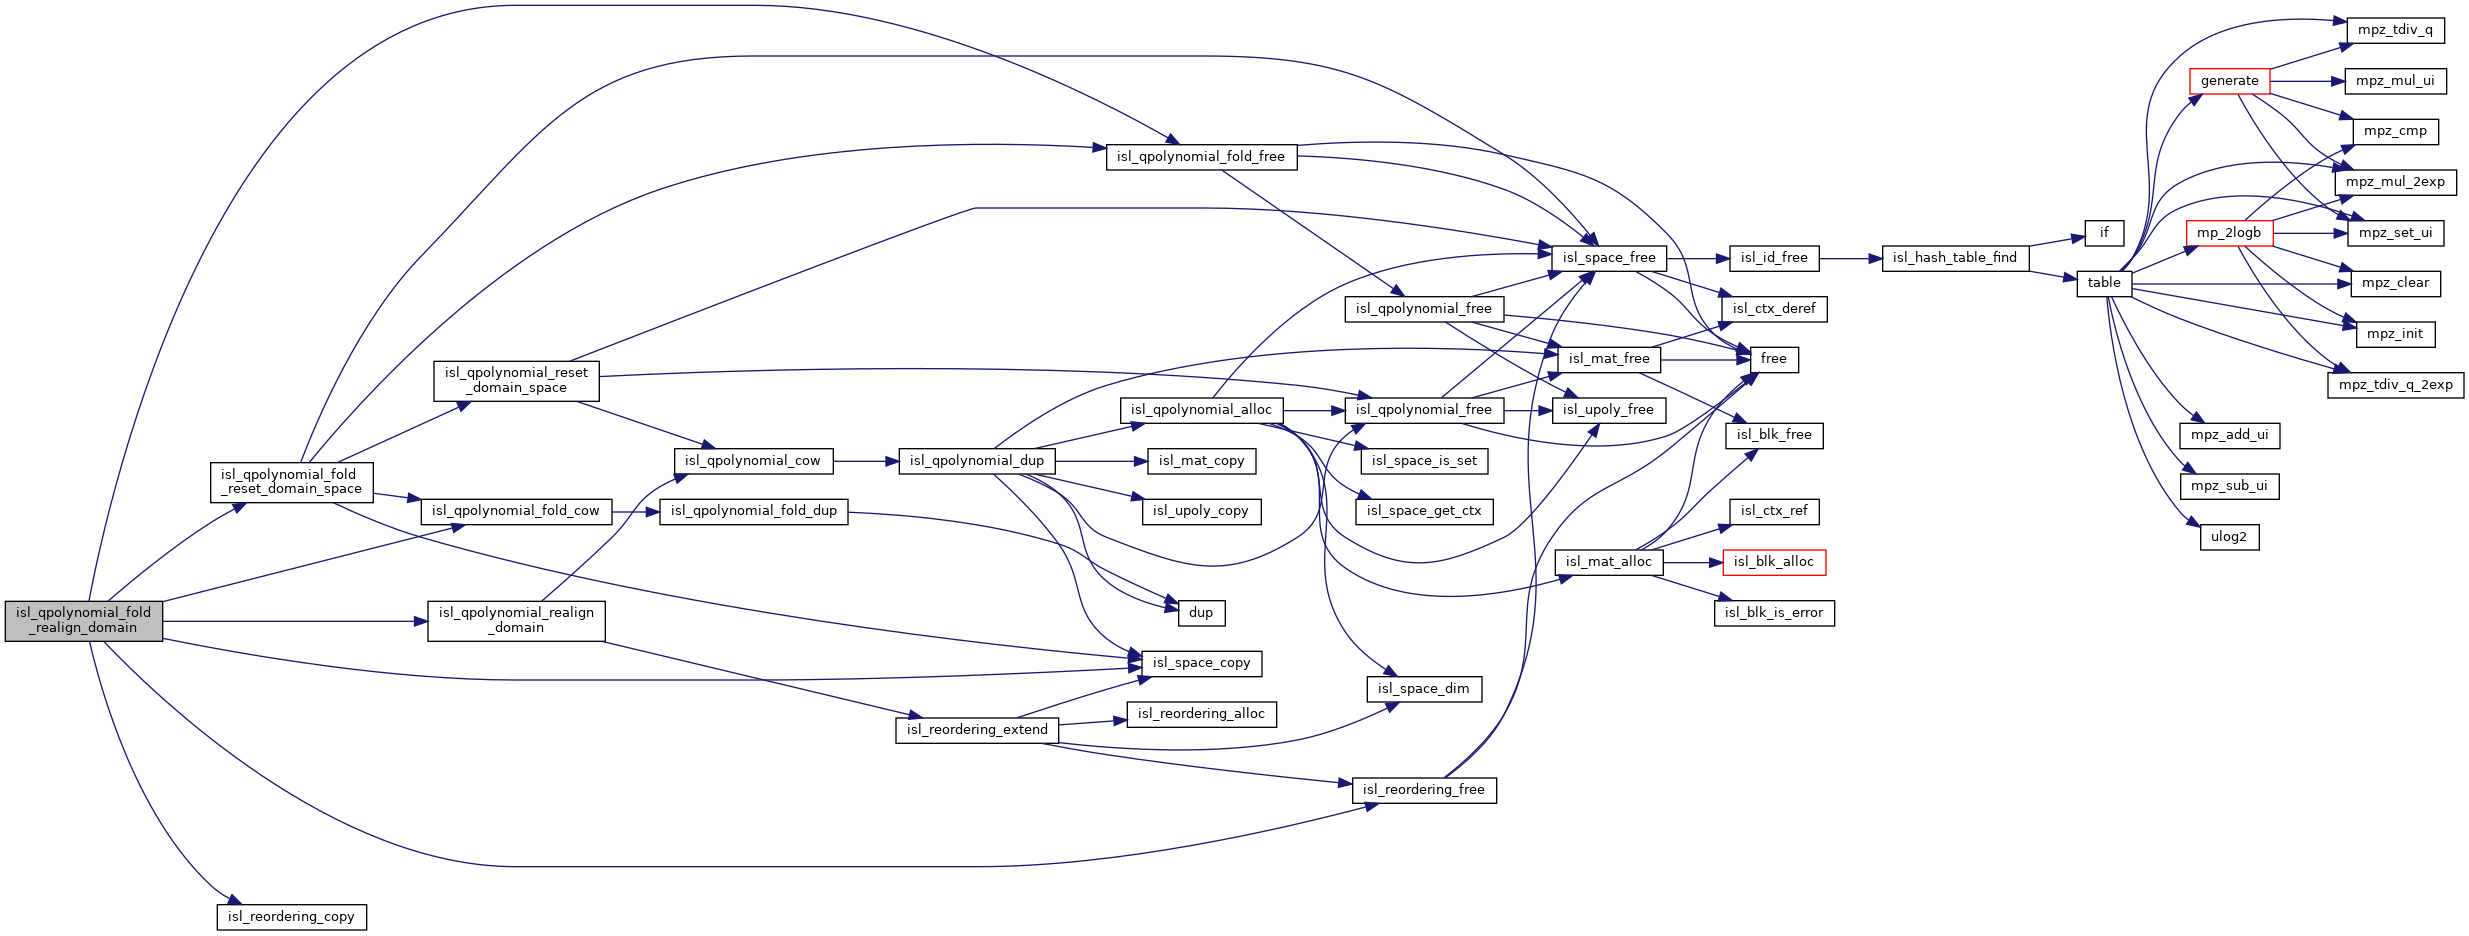 isl_qpolynomial_fold
_realign_domain
isl_qpolynomial_fold
_reset_domain_space
isl_reordering_copy
isl_qpolynomial_reset
_domain_space
isl_qpolynomial_fold_cow
isl_qpolynomial_realign
_domain
isl_qpolynomial_cow
isl_qpolynomial_fold_dup
isl_qpolynomial_dup
isl_reordering_extend
isl_qpolynomial_fold_free
isl_qpolynomial_alloc
isl_mat_copy
isl_upoly_copy
dup
isl_space_copy
isl_reordering_alloc
isl_qpolynomial_free
isl_qpolynomial_free
isl_space_is_set
isl_space_get_ctx
isl_space_dim
isl_reordering_free
isl_space_free
isl_mat_free
isl_upoly_free
isl_mat_alloc
isl_id_free
isl_ctx_deref
free
isl_blk_free
isl_ctx_ref
isl_blk_alloc
isl_blk_is_error
isl_hash_table_find
if
table
generate
mp_2logb
mpz_add_ui
mpz_sub_ui
ulog2
mpz_tdiv_q
mpz_mul_ui
mpz_cmp
mpz_mul_2exp
mpz_set_ui
mpz_clear
mpz_init
mpz_tdiv_q_2exp